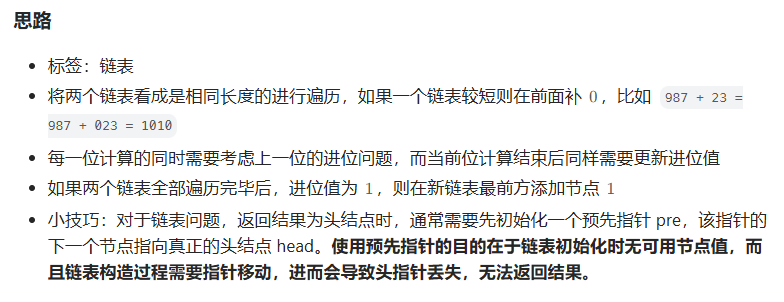 思路
标签：链表
将两个链表看成是相同长度的进行遍历，如果一个链表较短则在前面补 0，比如 987 + 23 =
987 + 023 = 1010
每一位计算的同时需要考虑上一位的进位问题，而当前位计算结束后同样需要更新进位值
如果两个链表全部遍历完毕后，进位值为 1，则在新链表最前方添加节点 1
小技巧：对于链表问题，返回结果为头结点时，通常需要先初始化一个预先指针 pre，该指针的
下一个节点指向真正的头结点 head。使用预先指针的目的在于链表初始化时无可用节点值，而
且链表构造过程需要指针移动，进而会导致头指针丢失，无法返回结果。